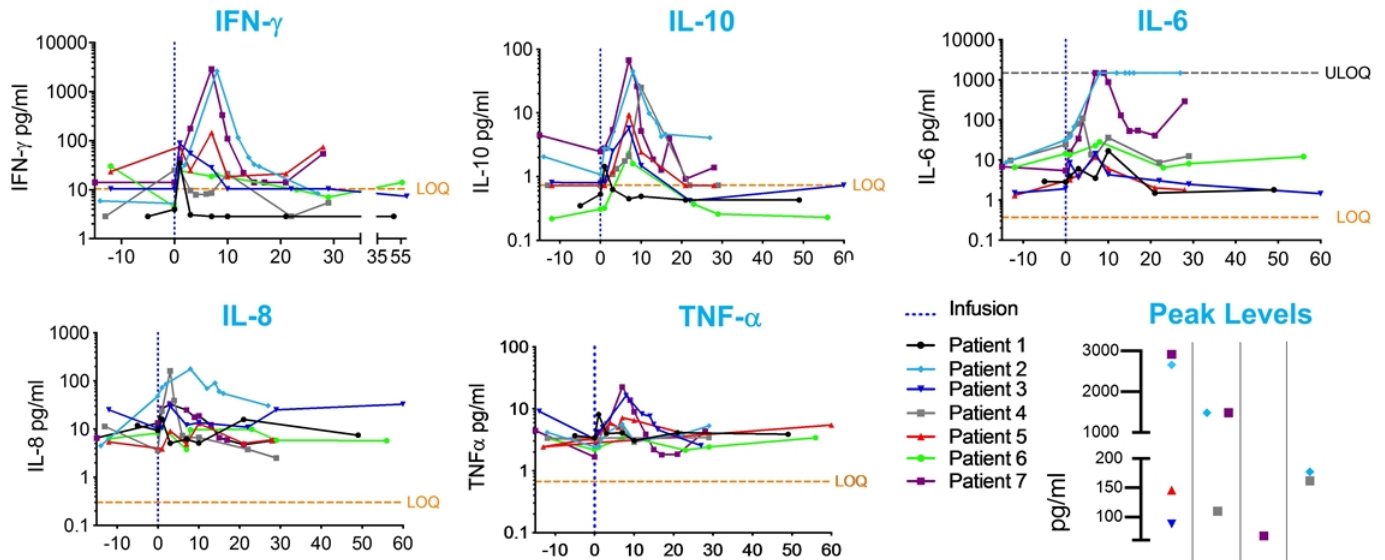 IFN-γ
IFN-γ pg/ml
10000
1000
100
10
1
LOQ
-10 0 10 20 30 35 55
IL-10
IL-10 pg/ml
100
10
1
0.1
LOQ
-10 0 10 20 30 40 50 60
IL-6
IL-6 pg/ml
10000
1000
100
10
1
0.1
ULOQ
LOQ
-10 0 10 20 30 40 50 60
IL-8
IL-8 pg/ml
1000
100
10
1
0.1
LOQ
-10 0 10 20 30 40 50 60
TNF-α
TNFα pg/ml
100
10
1
0.1
LOQ
-10 0 10 20 30 40 50 60
Infusion
Patient 1
Patient 2
Patient 3
Patient 4
Patient 5
Patient 6
Patient 7
Peak Levels
pg/ml
3000
2000
1000
200
150
100